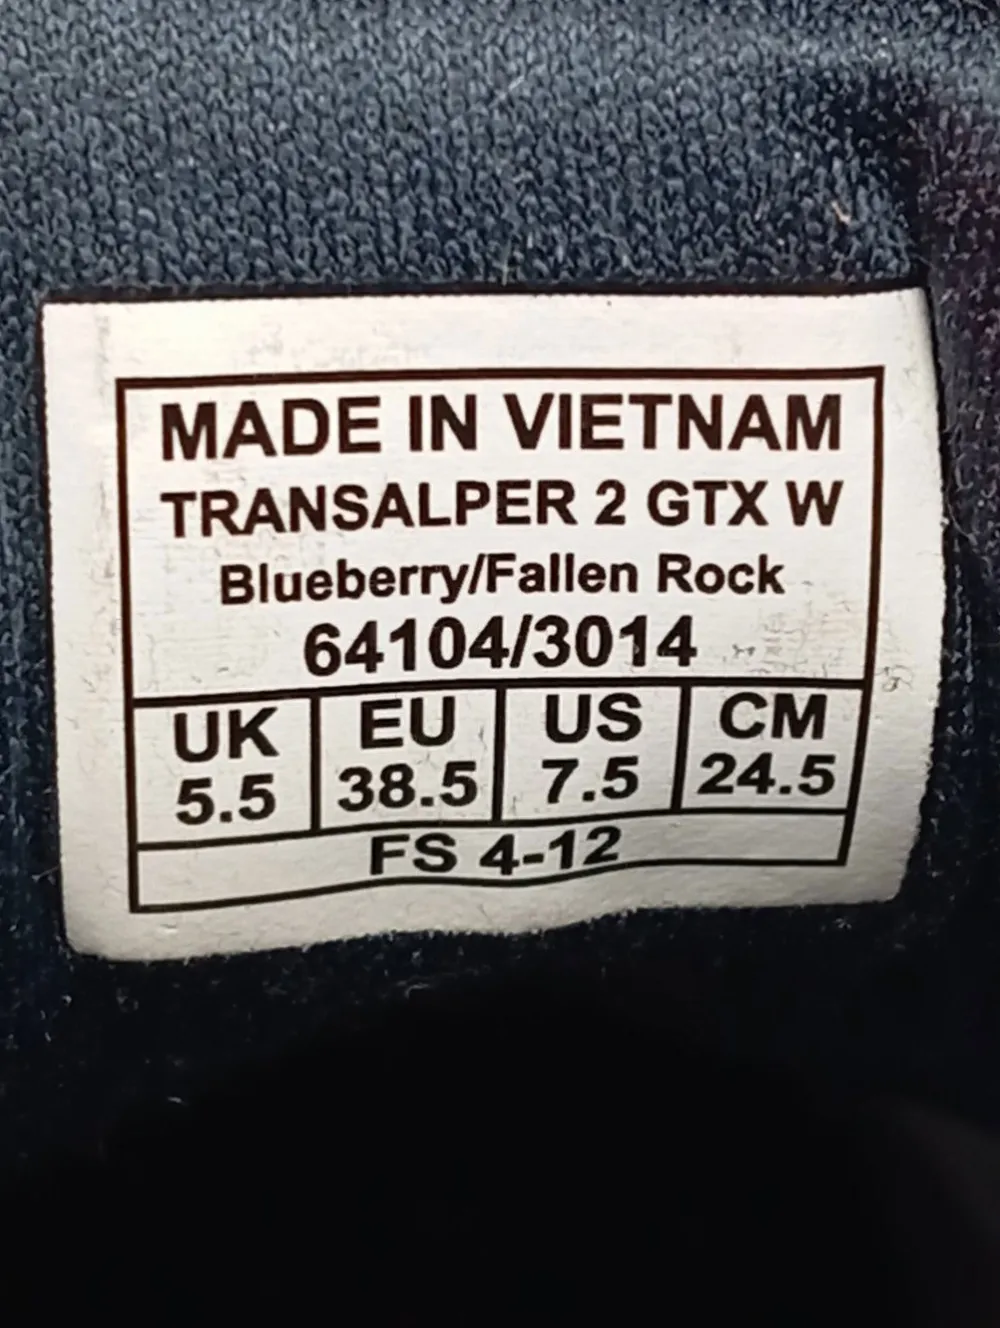 MADE IN VIETNAM
TRANSALPER 2 GTX W
Blueberry/Fallen Rock
64104/3014
UK EU US CM
5.5 38.5 7.5 24.5
FS 4-12